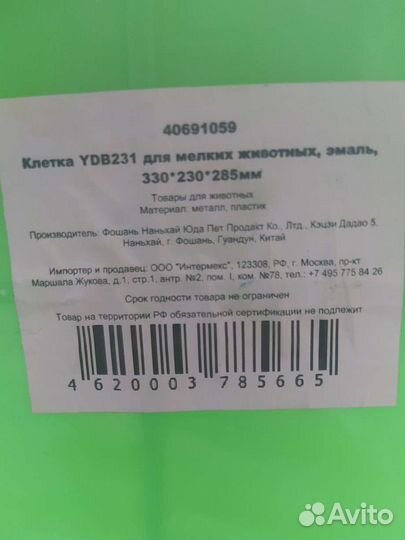 40691059
Клетка YDB231 для мелких животных, эмаль,
330*230*285мм
Товары для животных
Материал: металл, пластик
Производитель: Фошань Наньхай Юда Пет Продакт Ко., Лтд., Кэцзи Дадао 5,
Наньхай, г. Фошань, Гуандун, Китай
Импортер и продавец: ООО "Интермекс", 123308, РФ, г. Москва, пр-кт
Маршала Жукова, д.1, стр.1, антр. №2, пом. I, ком. №78, тел.: +7 495 775 84 26
Срок годности товара не ограничен
Товар на территории РФ обязательной сертификации не подлежит
4 620003 785665
Avito